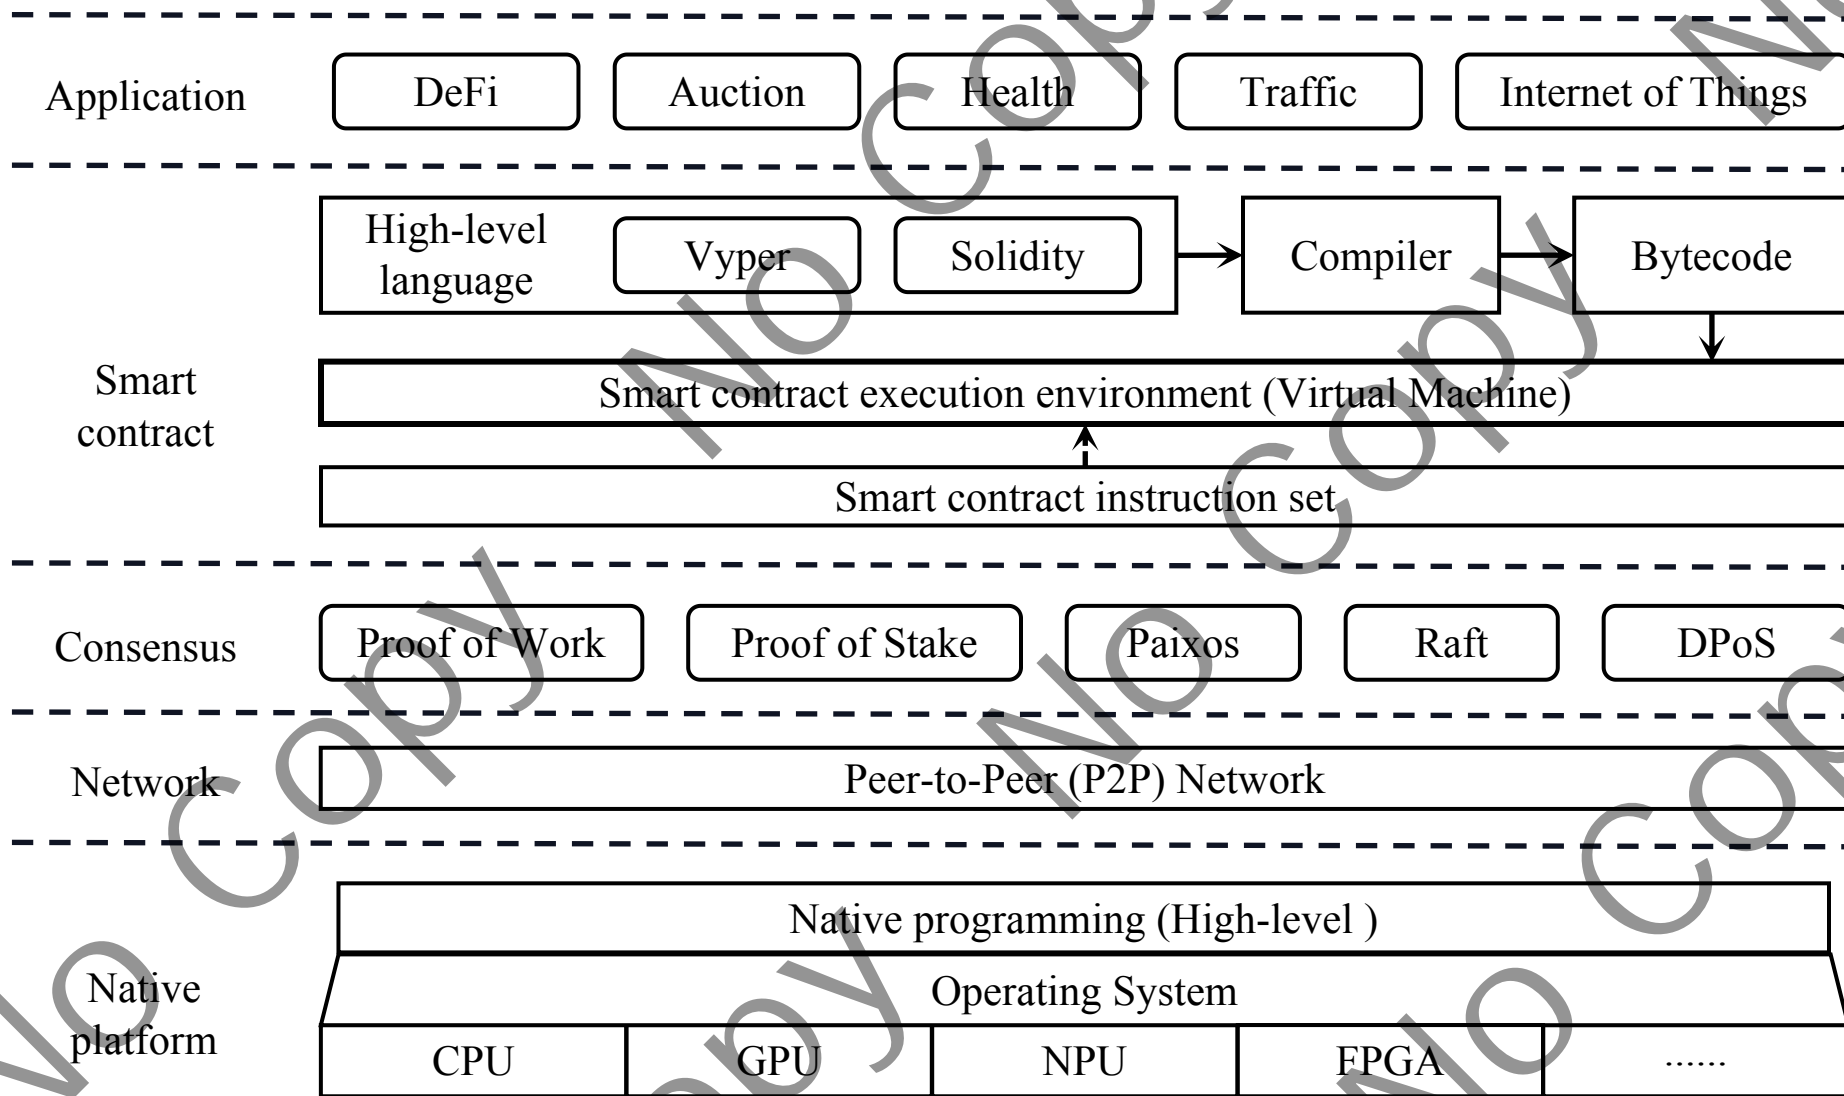 Application
DeFi
Auction
Health
Traffic
Internet of Things
High-level
language
Vyper
Solidity
Compiler
Bytecode
Smart
contract
Smart contract execution environment (Virtual Machine)
Smart contract instruction set
Consensus
Proof of Work
Proof of Stake
Paixos
Raft
DPoS
Network
Peer-to-Peer (P2P) Network
Native
platform
Native programming (High-level )
Operating System
CPU
GPU
NPU
FPGA
......
No Copy
No Copy
No Copy
No Copy
No
Copy